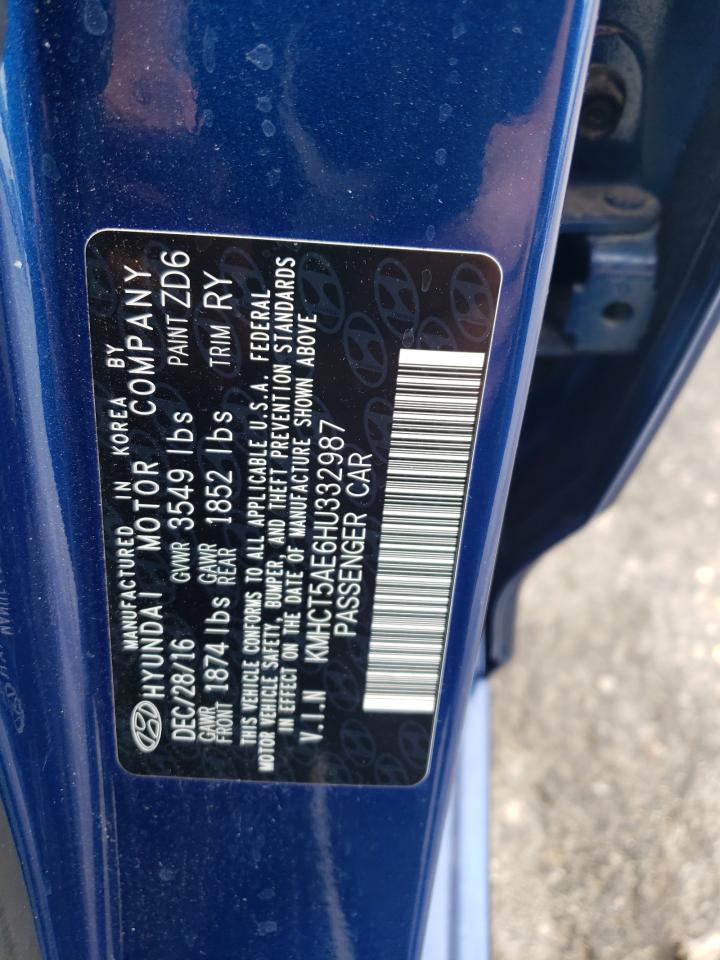 MANUFACTURED IN KOREA BY
HYUNDAI MOTOR COMPANY
DEC/28/16 GVWR 3549 lbs PAINT ZD6
GAWR FRONT 1874 lbs GAWR REAR 1852 lbs TRIM RY
THIS VEHICLE CONFORMS TO ALL APPLICABLE U.S.A. FEDERAL
MOTOR VEHICLE SAFETY, BUMPER, AND THEFT PREVENTION STANDARDS
IN EFFECT ON THE DATE OF MANUFACTURE SHOWN ABOVE
V.I.N KMHCT5AE6HU332987
PASSENGER CAR